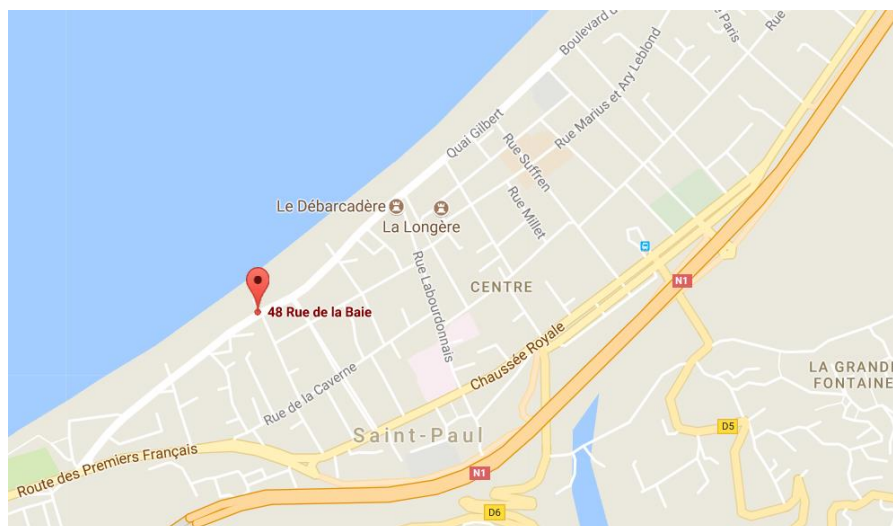 Boulevard d
Paris
Rue
Rue Marius et Ary Leblond
Quai Gilbert
Rue Suffren
Le Débarcadère
La Longère
Rue Millet
Rue Labourdonnais
CENTRE
N1
48 Rue de la Baie
Chaussée Royale
LA GRANDE
FONTAINE
Rue de la Caverne
Saint-Paul
D5
Route des Premiers Français
N1
D6